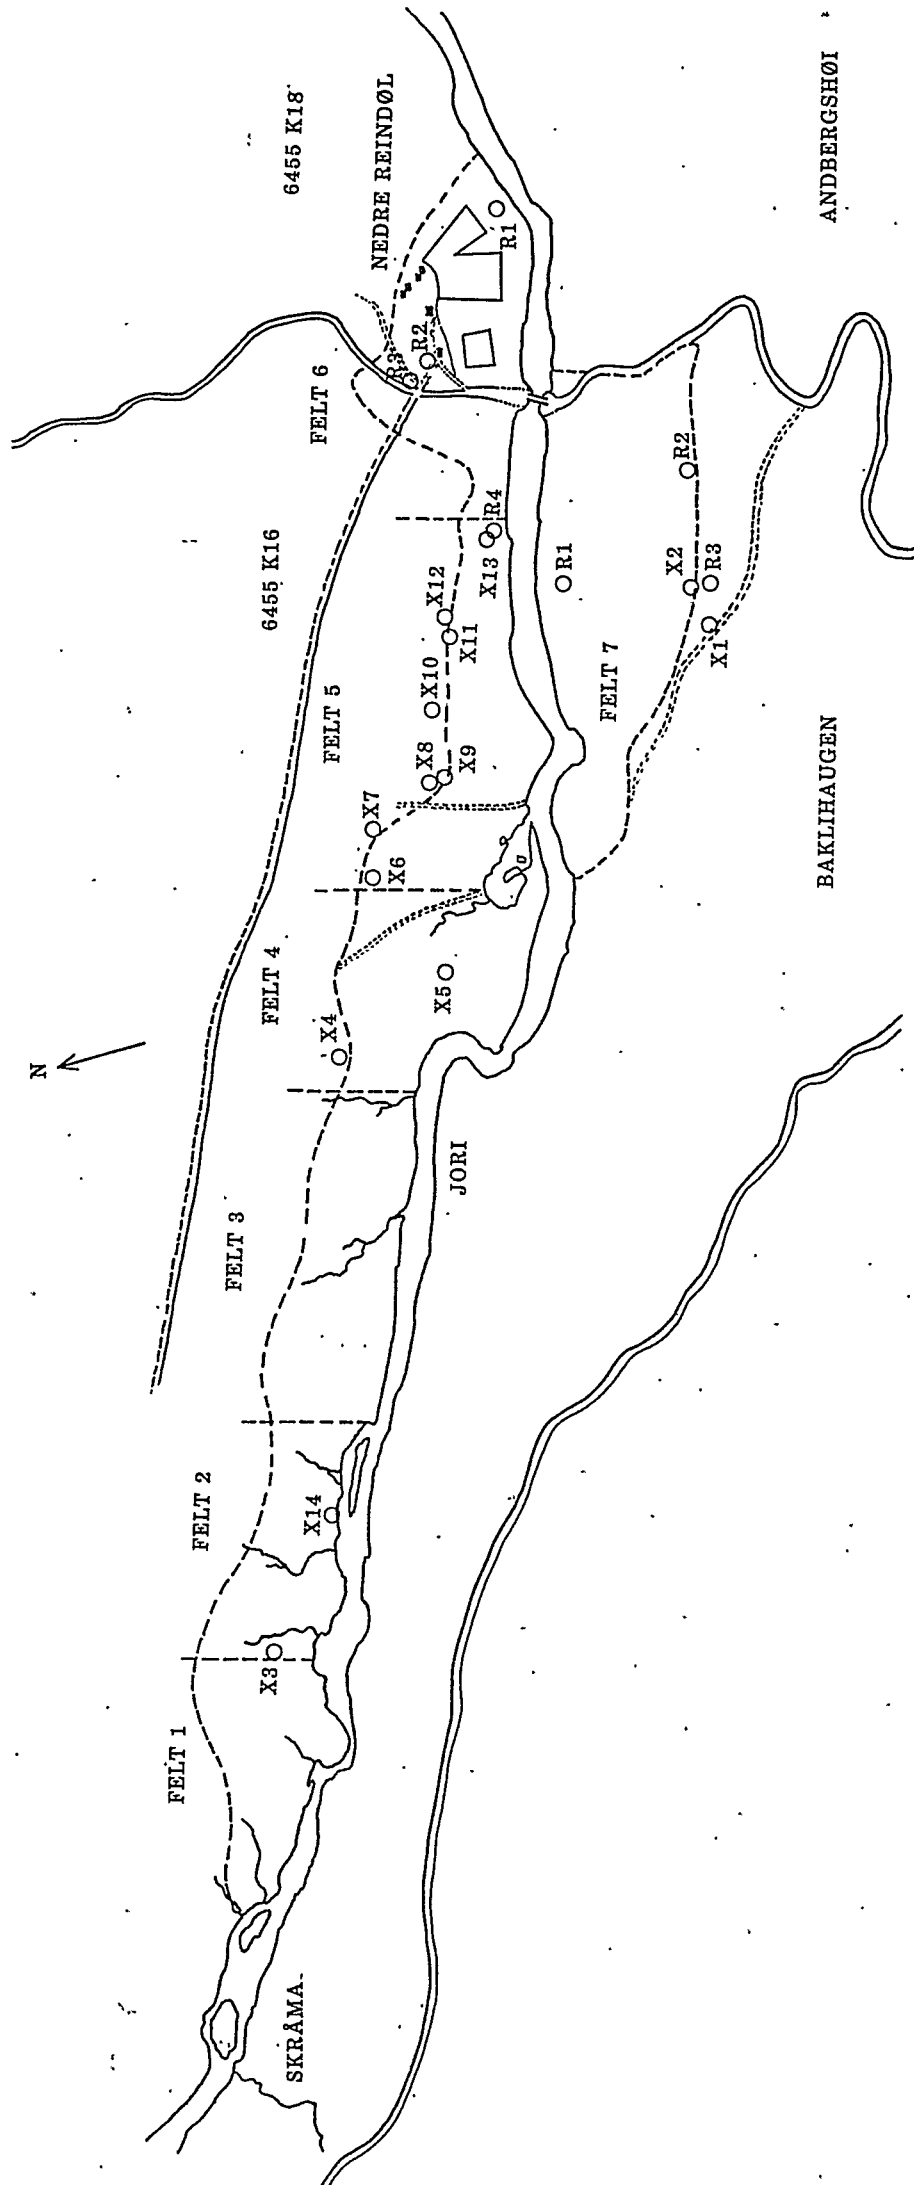 N
6455 K18
6455 K16
NEDRE REINDØL
FELT 1
FELT 2
FELT 3
FELT 4
FELT 5
FELT 6
FELT 7
SKRÅMA
JORI
BAKLIHAUGEN
ANDBERGSHØI
X3
X14
X4
X5
X6
X7
X8
X9
X10
X11
X12
X13
R4
R3
R2
R1
R1
R2
X2
R3
X1